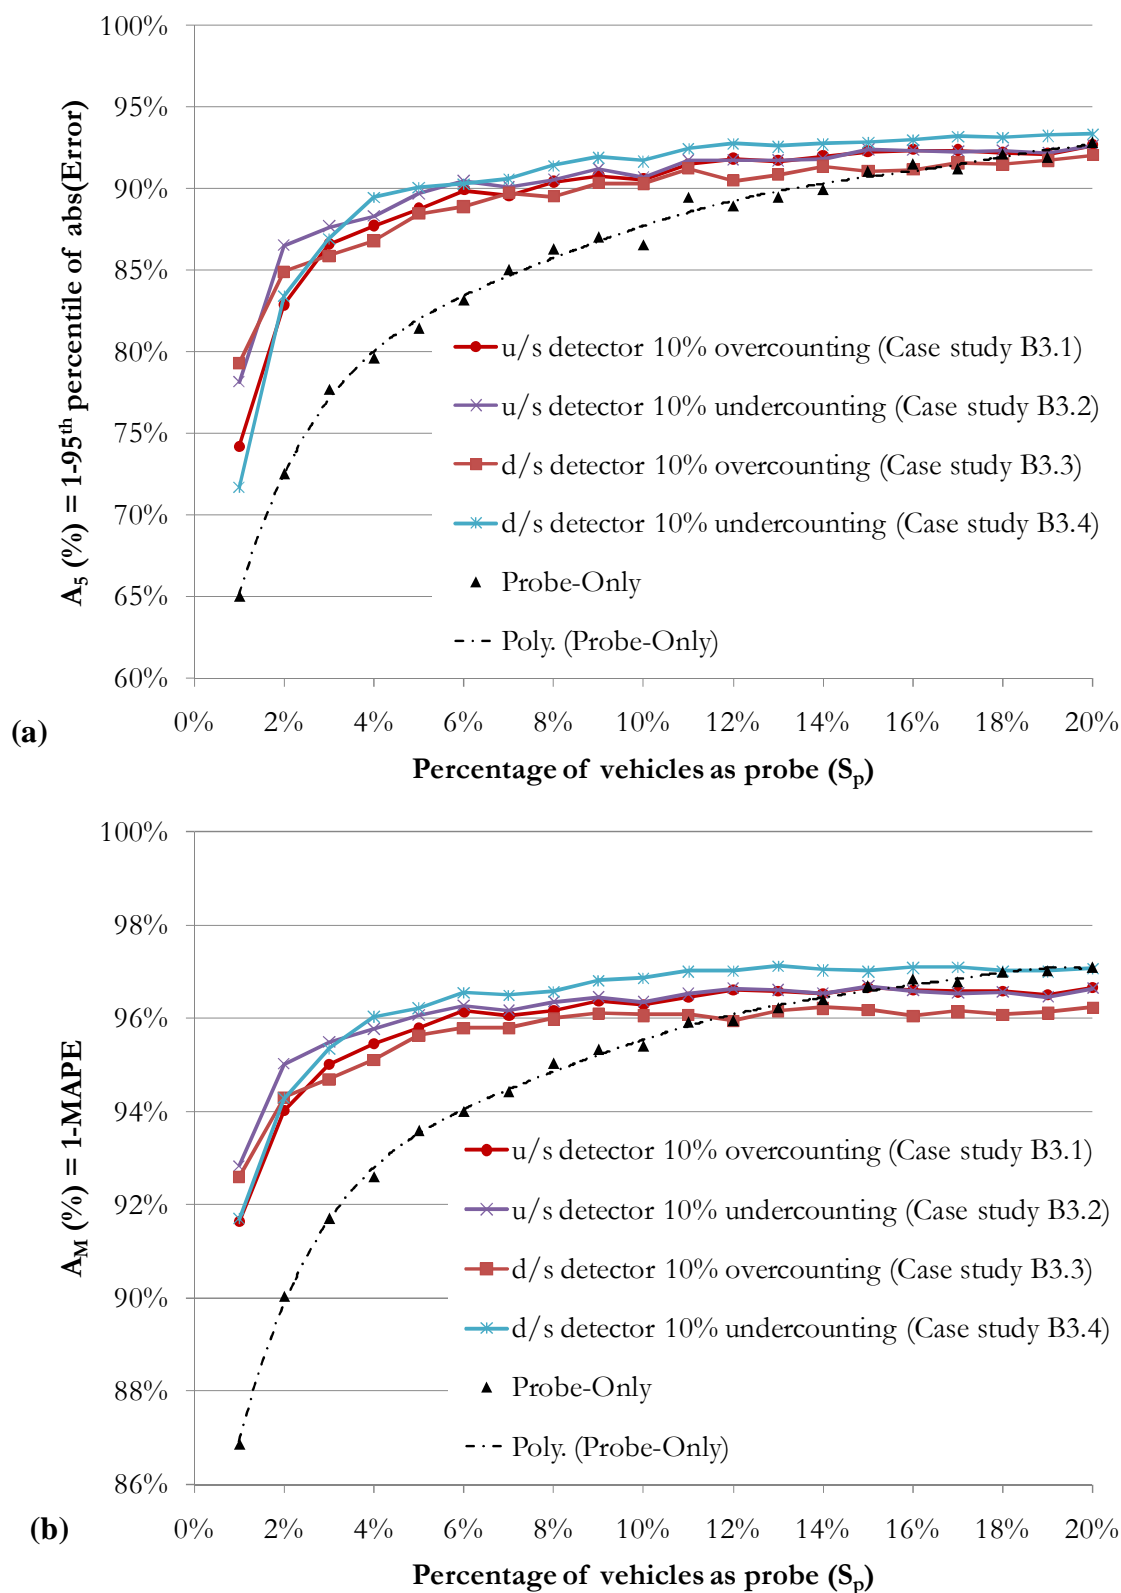 100%
95%
90%
85%
80%
75%
70%
65%
60%
A5 (%) = 1-95th percentile of abs(Error)
u/s detector 10% overcounting (Case study B3.1)
u/s detector 10% undercounting (Case study B3.2)
d/s detector 10% overcounting (Case study B3.3)
d/s detector 10% undercounting (Case study B3.4)
Probe-Only
Poly. (Probe-Only)
0% 2% 4% 6% 8% 10% 12% 14% 16% 18% 20%
(a)
Percentage of vehicles as probe (Sp)
100%
98%
96%
94%
92%
90%
88%
86%
AM (%) = 1-MAPE
u/s detector 10% overcounting (Case study B3.1)
u/s detector 10% undercounting (Case study B3.2)
d/s detector 10% overcounting (Case study B3.3)
d/s detector 10% undercounting (Case study B3.4)
Probe-Only
Poly. (Probe-Only)
0% 2% 4% 6% 8% 10% 12% 14% 16% 18% 20%
(b)
Percentage of vehicles as probe (Sp)